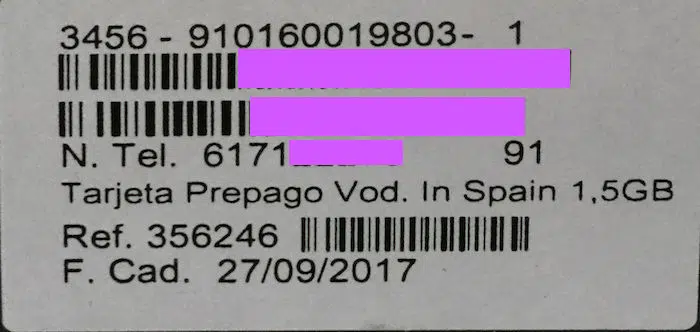 3456 - 910160019803- 1
N. Tel. 6171 91
Tarjeta Prepago Vod. In Spain 1,5GB
Ref. 356246
F. Cad. 27/09/2017